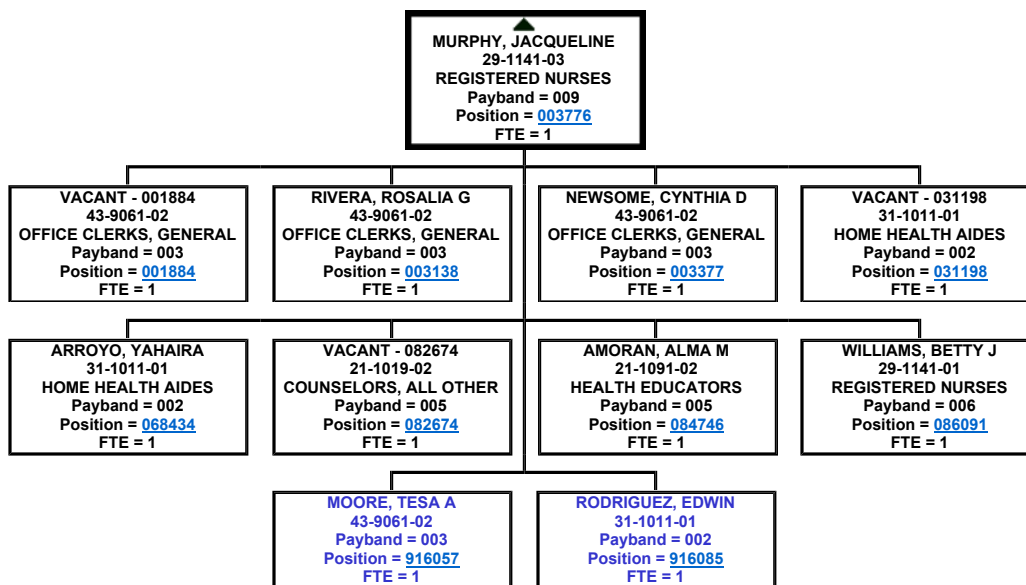 MURPHY, JACQUELINE
29-1141-03
REGISTERED NURSES
Payband = 009
Position = 003776
FTE = 1
VACANT - 001884
43-9061-02
OFFICE CLERKS, GENERAL
Payband = 003
Position = 001884
FTE = 1
RIVERA, ROSALIA G
43-9061-02
OFFICE CLERKS, GENERAL
Payband = 003
Position = 003138
FTE = 1
NEWSOME, CYNTHIA D
43-9061-02
OFFICE CLERKS, GENERAL
Payband = 003
Position = 003377
FTE = 1
VACANT - 031198
31-1011-01
HOME HEALTH AIDES
Payband = 002
Position = 031198
FTE = 1
ARROYO, YAHAIRA
31-1011-01
HOME HEALTH AIDES
Payband = 002
Position = 068434
FTE = 1
VACANT - 082674
21-1019-02
COUNSELORS, ALL OTHER
Payband = 005
Position = 082674
FTE = 1
AMORAN, ALMA M
21-1091-02
HEALTH EDUCATORS
Payband = 005
Position = 084746
FTE = 1
WILLIAMS, BETTY J
29-1141-01
REGISTERED NURSES
Payband = 006
Position = 086091
FTE = 1
MOORE, TESA A
43-9061-02
Payband = 003
Position = 916057
FTE = 1
RODRIGUEZ, EDWIN
31-1011-01
Payband = 002
Position = 916085
FTE = 1